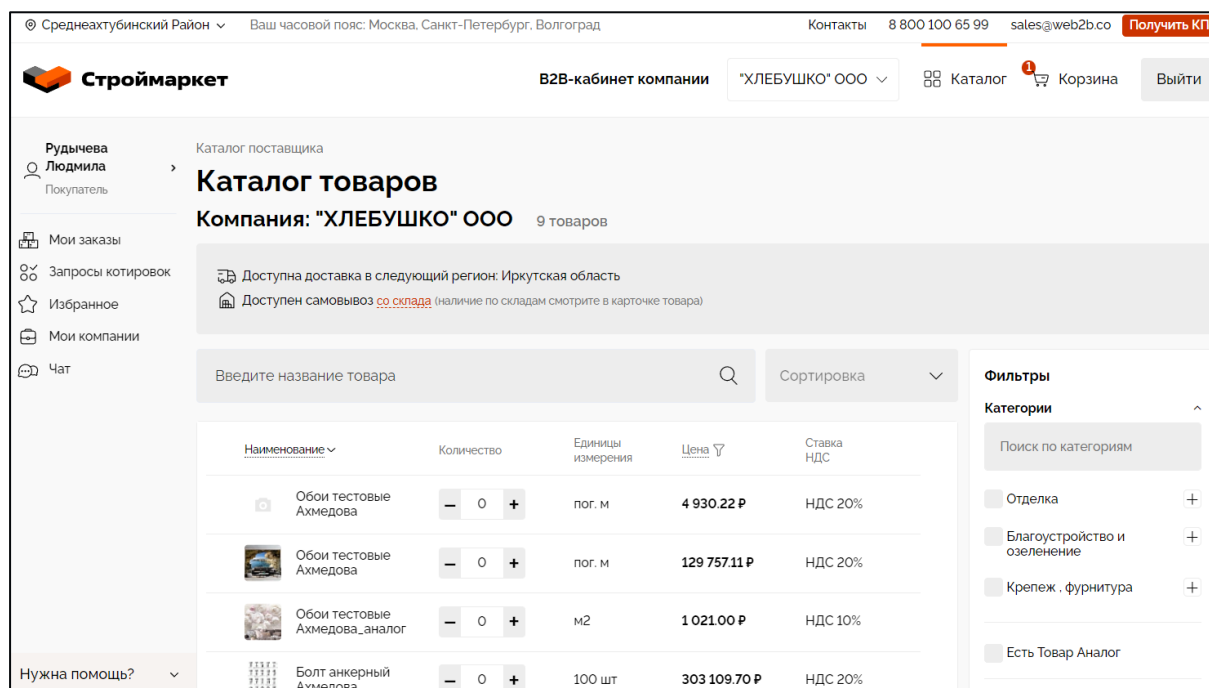 Среднеахтубинский Район
Ваш часовой пояс: Москва, Санкт-Петербург, Волгоград
Контакты
8 800 100 65 99
sales@web2b.co
Получить КП
Строймаркет
B2B-кабинет компании
"ХЛЕБУШКО" ООО
Каталог
1
Корзина
Выйти
Рудычева
Людмила
Покупатель
Мои заказы
Запросы котировок
Избранное
Мои компании
Чат
Нужна помощь?
Каталог поставщика
Каталог товаров
Компания: "ХЛЕБУШКО" ООО
9 товаров
Доступна доставка в следующий регион: Иркутская область
Доступен самовывоз со склада (наличие по складам смотрите в карточке товара)
Введите название товара
Сортировка
Наименование
Количество
Единицы
измерения
Цена
Ставка
НДС
Обои тестовые
Ахмедова
– 0 +
пог. м
4 930.22 ₽
НДС 20%
Обои тестовые
Ахмедова
– 0 +
пог. м
129 757.11 ₽
НДС 20%
Обои тестовые
Ахмедова_аналог
– 0 +
м2
1 021.00 ₽
НДС 10%
Болт анкерный
Ахмедова
– 0 +
100 шт
303 109.70 ₽
НДС 20%
Фильтры
Категории
Поиск по категориям
Отделка
Благоустройство и
озеленение
Крепеж , фурнитура
Есть Товар Аналог